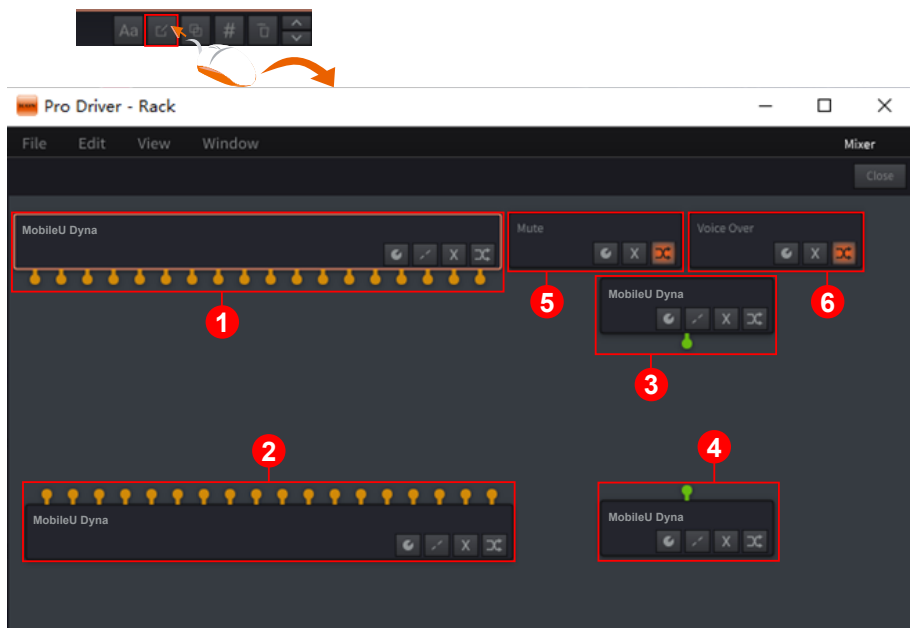 Aa #
Pro Driver - Rack
File Edit View Window Mixer
Close
MobileU Dyna
X
Mute
X
Voice Over
X
1
5
6
MobileU Dyna
X
3
2
4
MobileU Dyna
X
MobileU Dyna
X